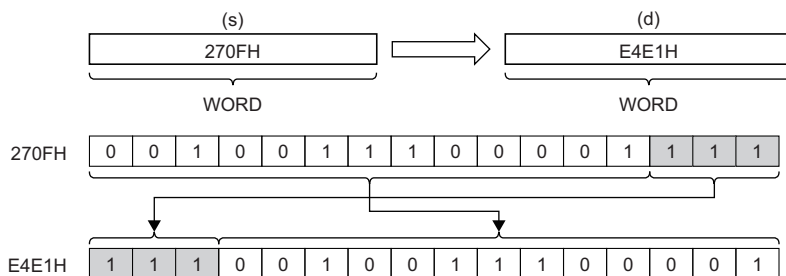 (s) (d)
270FH E4E1H
WORD WORD
270FH 0 0 1 0 0 1 1 1 0 0 0 0 1 1 1 1
E4E1H 1 1 1 0 0 1 0 0 1 1 1 0 0 0 0 1